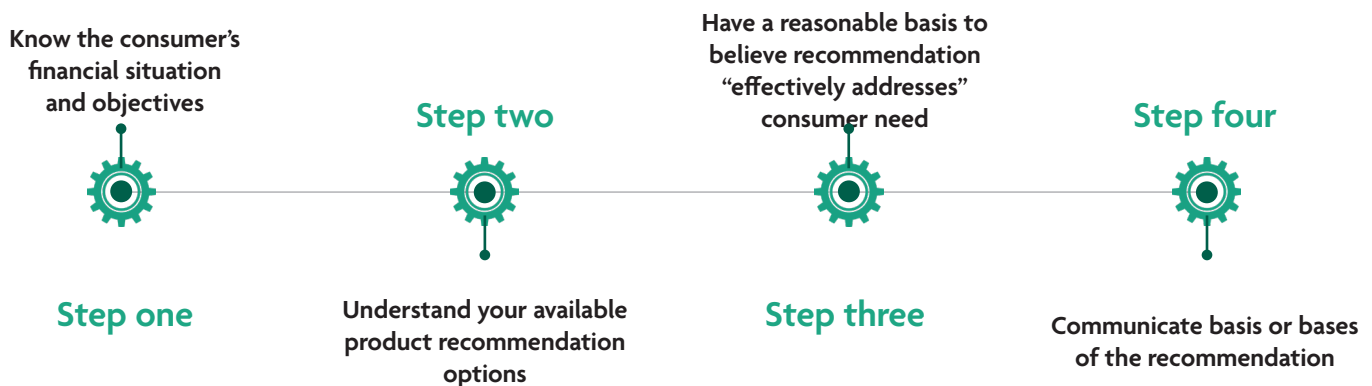 Know the consumer's
financial situation
and objectives
Step one
Step two
Understand your available
product recommendation
options
Have a reasonable basis to
believe recommendation
“effectively addresses”
consumer need
Step three
Step four
Communicate basis or bases
of the recommendation